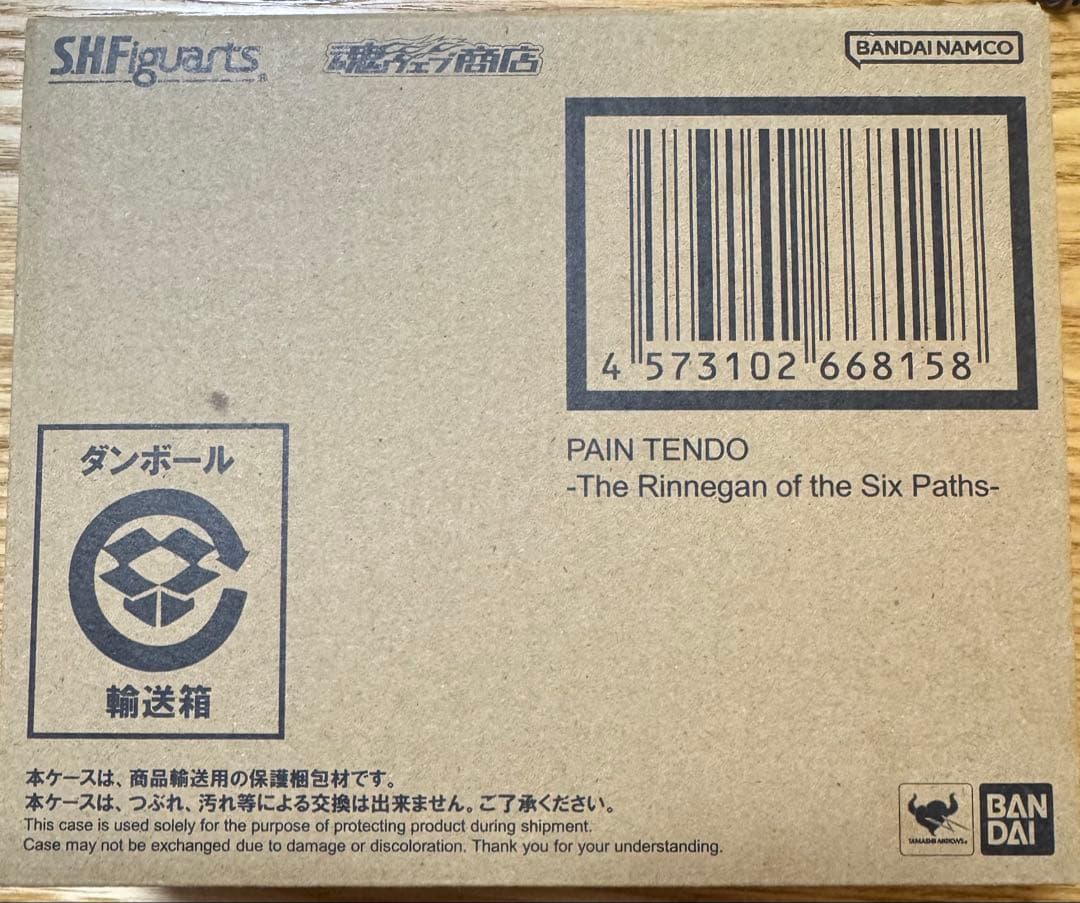 S.H.Figuarts®
魂ウェブ商店
BANDAI NAMCO
4 573102 668158
PAIN TENDO
-The Rinnegan of the Six Paths-
ダンボール
輸送箱
本ケースは、商品輸送用の保護梱包材です。
本ケースは、つぶれ、汚れ等による交換は出来ません。ご了承ください。
This case is used solely for the purpose of protecting product during shipment.
Case may not be exchanged due to damage or discoloration. Thank you for your understanding.
TAMASHII NATIONS
BAN
DAI